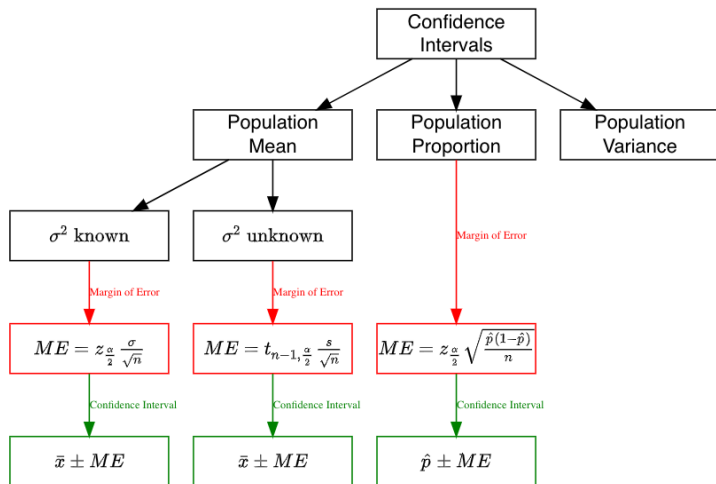 Confidence
Intervals
Population
Mean
Population
Proportion
Population
Variance
σ² known
σ² unknown
Margin of Error
Margin of Error
Margin of Error
ME = z_{α/2} σ/√n
ME = t_{n−1, α/2} s/√n
ME = z_{α/2} √(p̂(1−p̂)/n)
Confidence Interval
Confidence Interval
Confidence Interval
x̄ ± ME
x̄ ± ME
p̂ ± ME